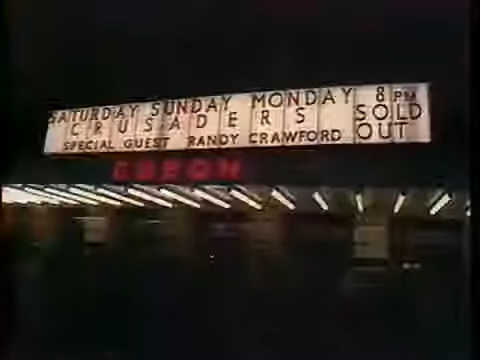 SATURDAY SUNDAY MONDAY 8 PM
CRUSADERS SOLD
SPECIAL GUEST RANDY CRAWFORD OUT
ODEON